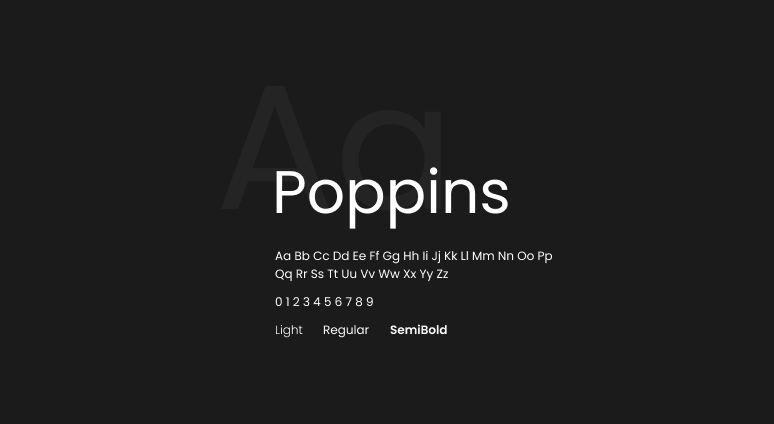 Aa
Poppins
Aa Bb Cc Dd Ee Ff Gg Hh Ii Jj Kk Ll Mm Nn Oo Pp
Qq Rr Ss Tt Uu Vv Ww Xx Yy Zz
0 1 2 3 4 5 6 7 8 9
Light Regular SemiBold